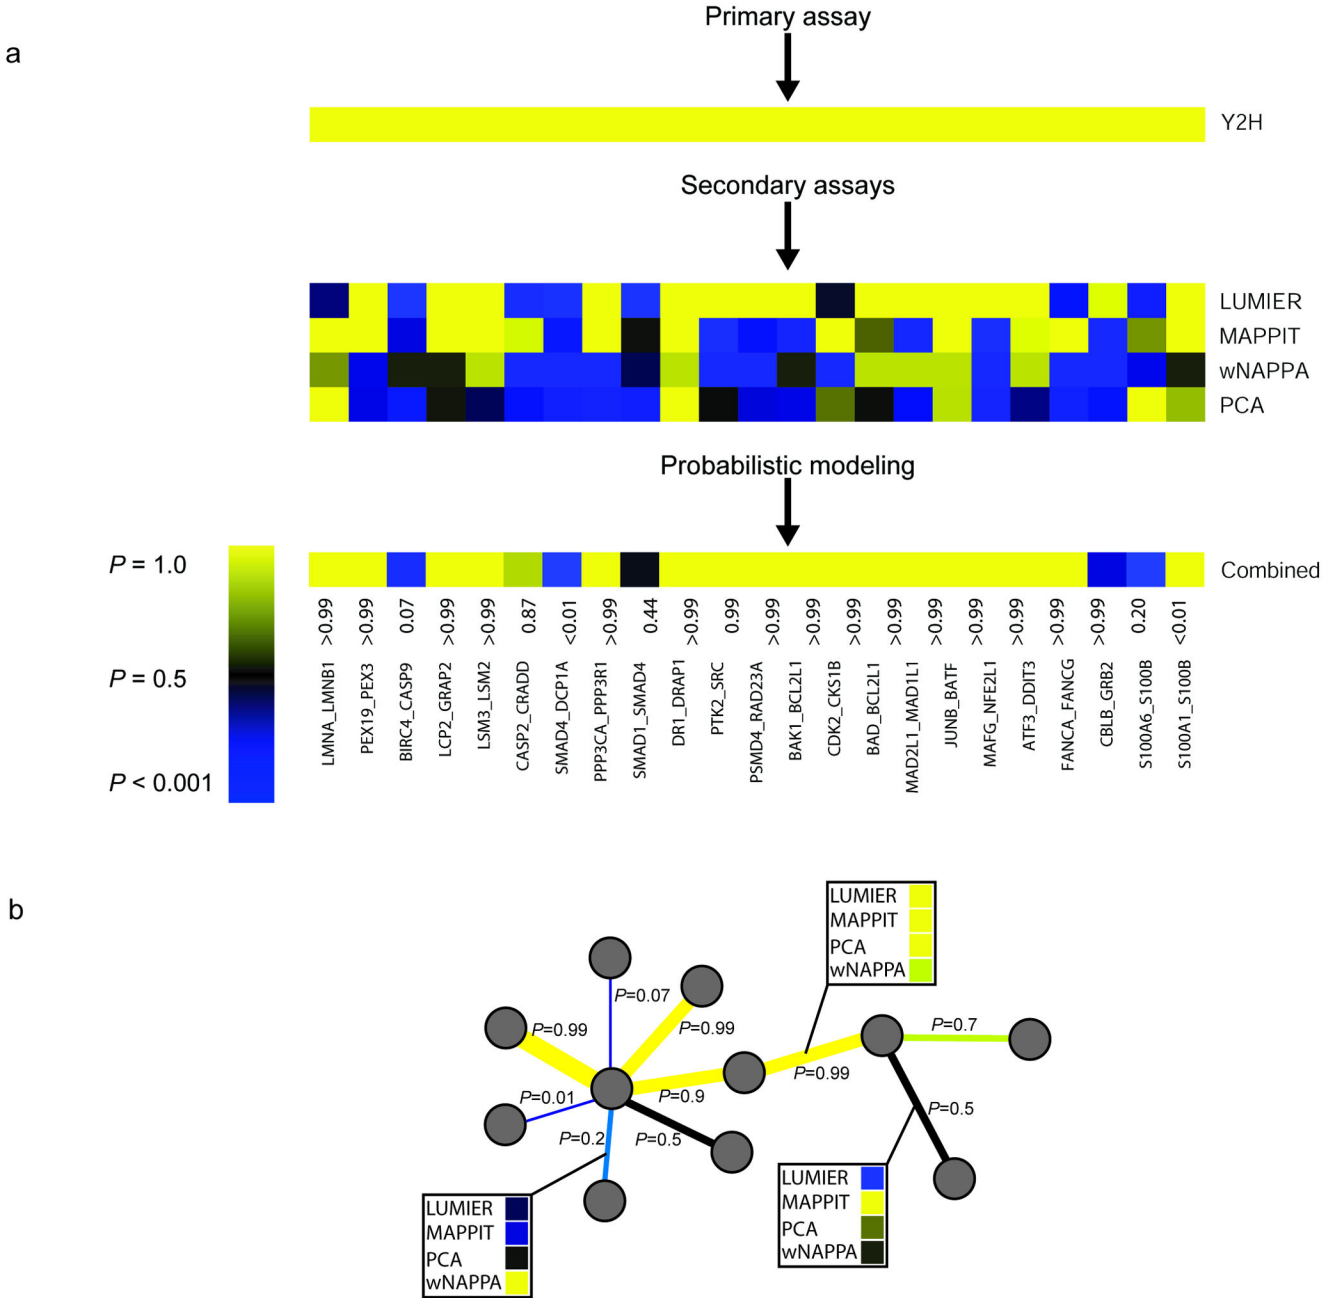 a
Primary assay
Y2H
Secondary assays
LUMIER
MAPPIT
wNAPPA
PCA
Probabilistic modeling
Combined
P = 1.0
P = 0.5
P < 0.001
>0.99
>0.99
0.07
>0.99
>0.99
0.87
<0.01
>0.99
0.44
>0.99
0.99
>0.99
>0.99
>0.99
>0.99
>0.99
>0.99
>0.99
>0.99
>0.99
>0.99
0.20
<0.01
LMNA_LMNB1
PEX19_PEX3
BIRC4_CASP9
LCP2_GRAP2
LSM3_LSM2
CASP2_CRADD
SMAD4_DCP1A
PPP3CA_PPP3R1
SMAD1_SMAD4
DR1_DRAP1
PTK2_SRC
PSMD4_RAD23A
BAK1_BCL2L1
CDK2_CKS1B
BAD_BCL2L1
MAD2L1_MAD1L1
JUNB_BATF
MAFG_NFE2L1
ATF3_DDIT3
FANCA_FANCG
CBLB_GRB2
S100A6_S100B
S100A1_S100B
b
LUMIER
MAPPIT
PCA
wNAPPA
P=0.07
P=0.99
P=0.99
P=0.7
P=0.99
P=0.01
P=0.9
P=0.5
P=0.2
P=0.5
LUMIER
MAPPIT
PCA
wNAPPA
LUMIER
MAPPIT
PCA
wNAPPA